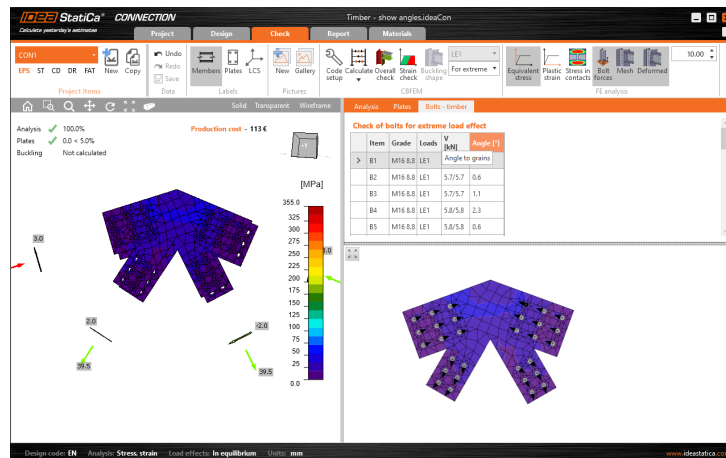 IDEA StatiCa® CONNECTION
Timber - show angles.ideaCon
Calculate yesterday's estimates
Project Design Check Report Materials
CON1
EPS ST CD DR FAT
New Copy
Project items
Undo
Redo
Save
Data
Members Plates LCS
Labels
New Gallery
Pictures
Code setup
Calculate
Overall check
Strain check
Buckling shape
LE1
For extreme
CBFEM
Equivalent stress
Plastic strain
Stress in contacts
Bolt forces
Mesh
Deformed
10.00
FE analysis
Solid Transparent Wireframe
Analysis 100.0%
Plates 0.0 < 5.0%
Buckling Not calculated
Production cost - 113 €
[MPa]
355.0
325
300
275
250
225
200
175
150
125
100
75
50
25
0.0
3.0
2.0
39.5
-2.0
39.5
Analysis Plates Bolts - timber
Check of bolts for extreme load effect
Item Grade Loads V [kN] Angle [°]
Angle to grains
> B1 M16 8.8 LE1
B2 M16 8.8 LE1 5.7/5.7 0.6
B3 M16 8.8 LE1 5.7/5.7 1.1
B4 M16 8.8 LE1 5.8/5.8 2.3
B5 M16 8.8 LE1 5.8/5.8 0.6
Design code: EN Analysis: Stress, strain Load effects: In equilibrium Units: mm
www.ideastatica.co